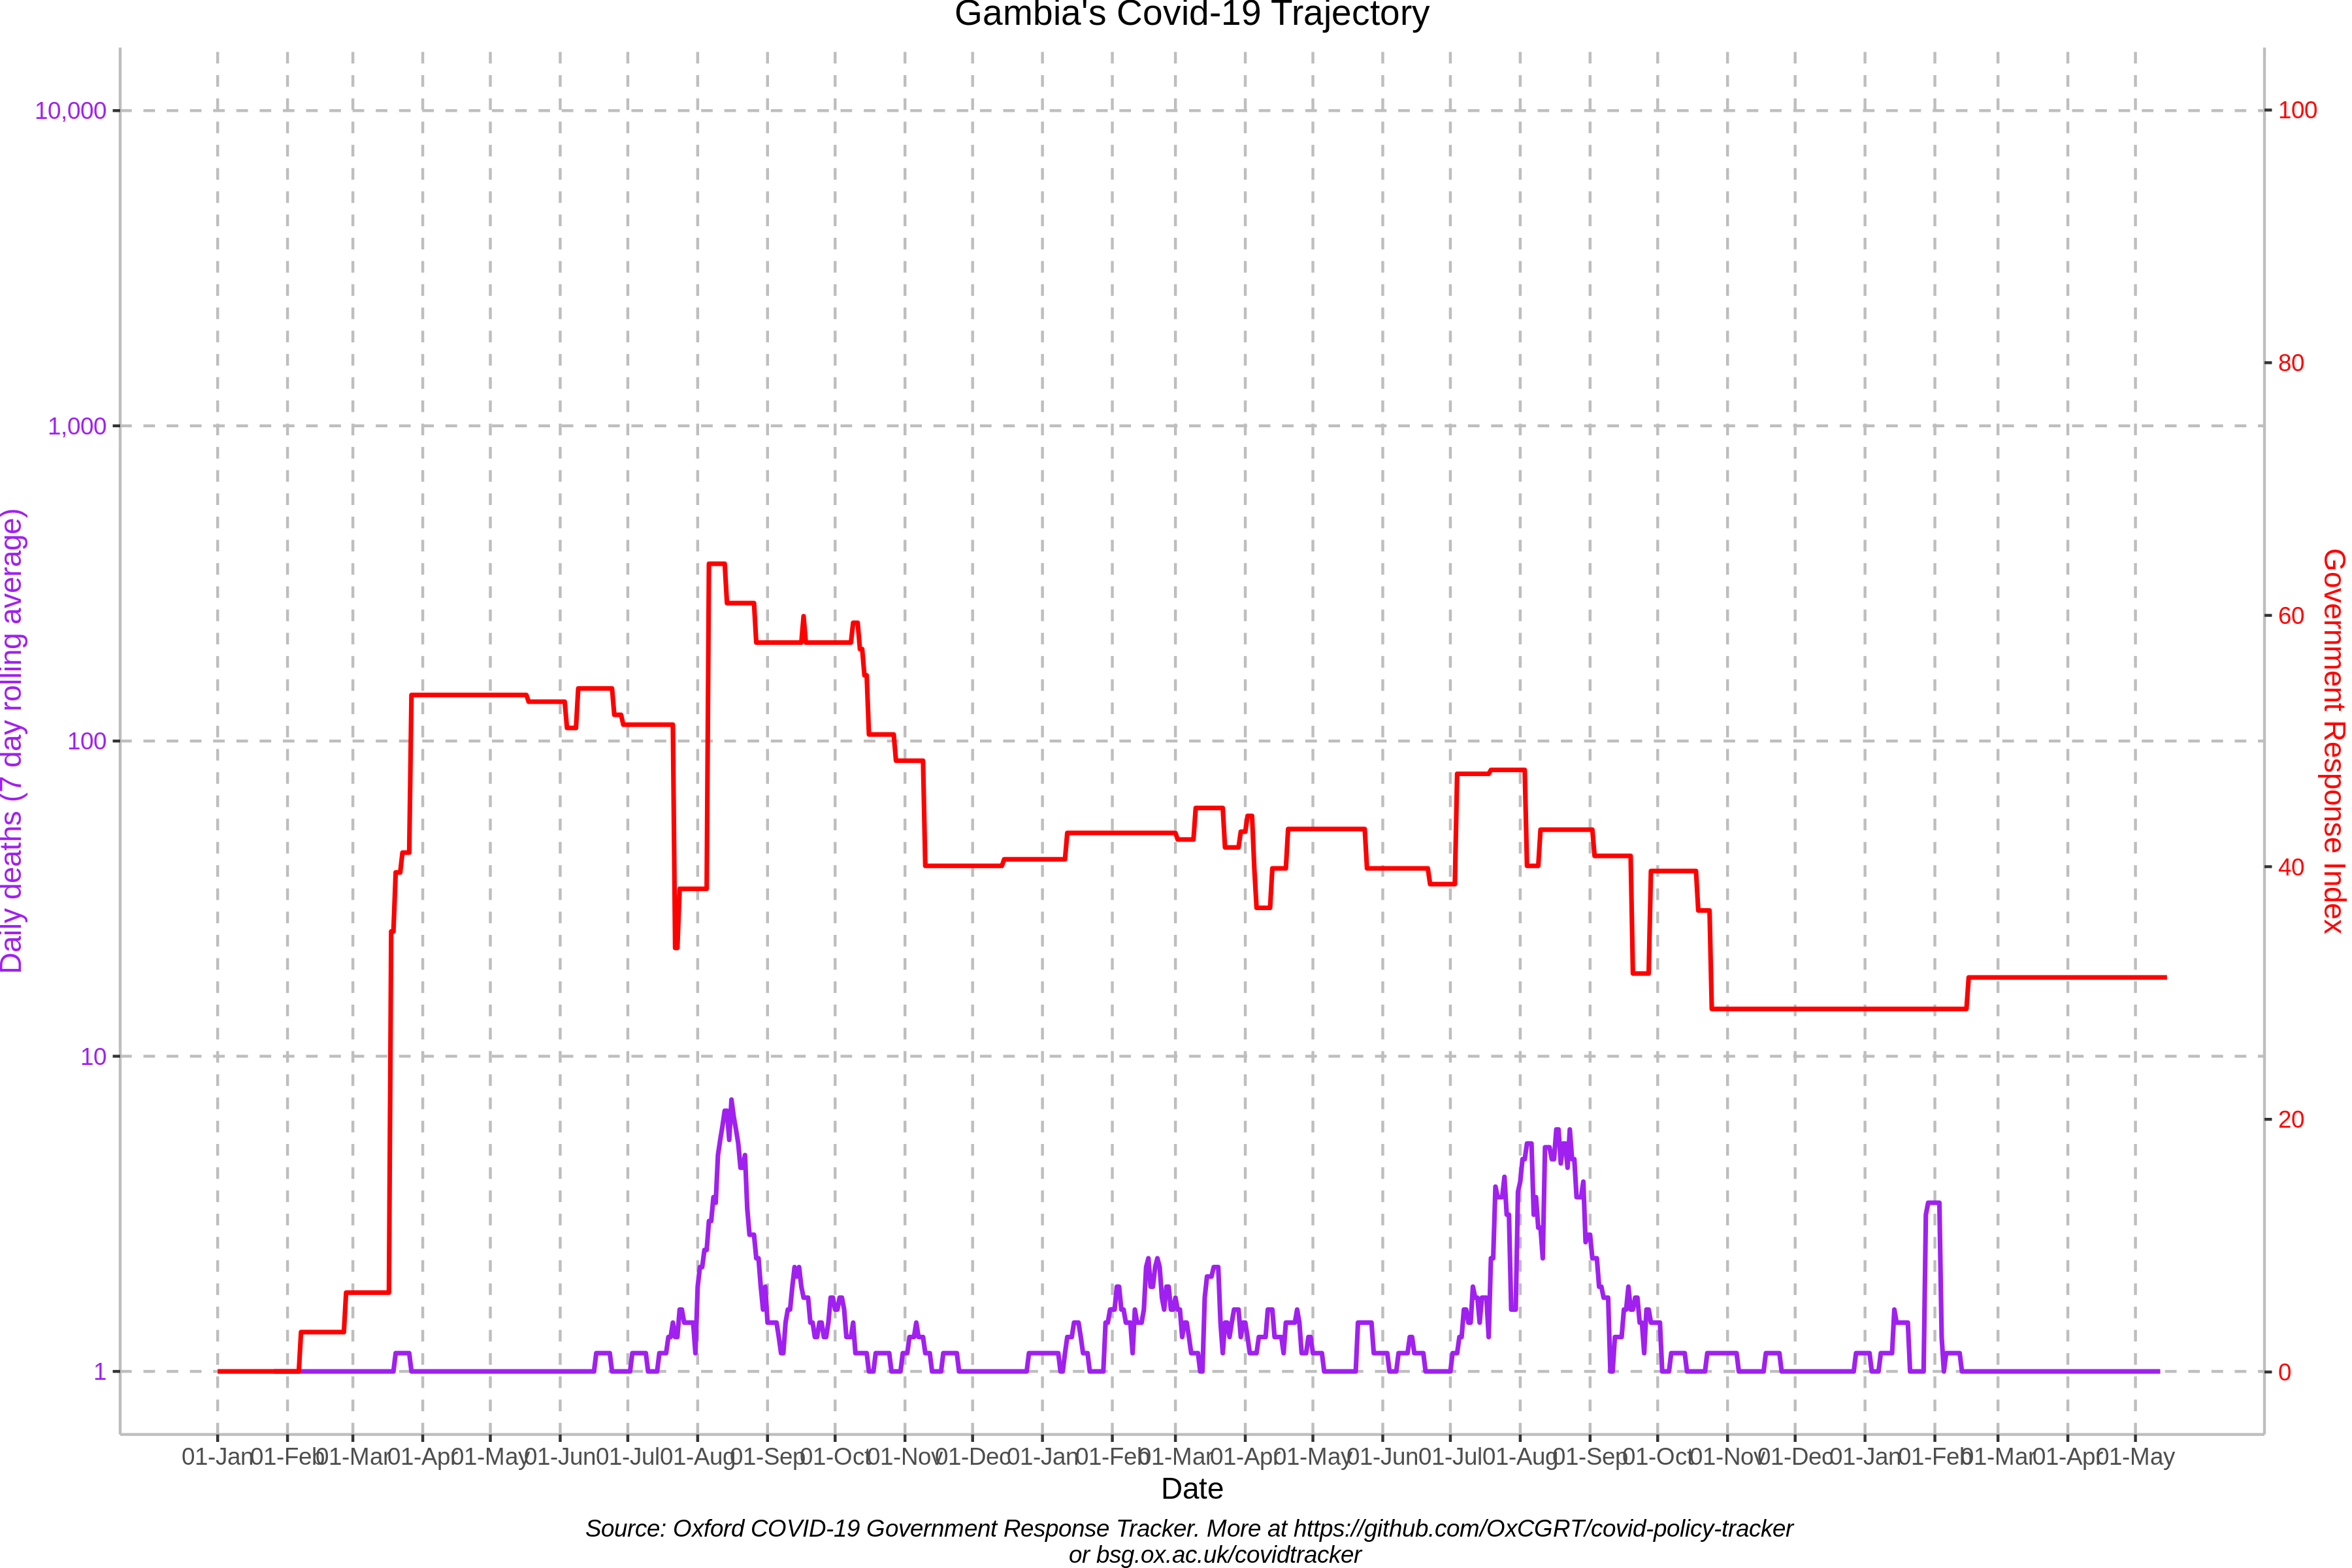 Gambia's Covid-19 Trajectory
10,000
1,000
100
10
1
Daily deaths (7 day rolling average)
100
80
60
40
20
0
Government Response Index
01-Jan 01-Feb 01-Mar 01-Apr 01-May 01-Jun 01-Jul 01-Aug 01-Sep 01-Oct 01-Nov 01-Dec 01-Jan 01-Feb 01-Mar 01-Apr 01-May 01-Jun 01-Jul 01-Aug 01-Sep 01-Oct 01-Nov 01-Dec 01-Jan 01-Feb 01-Mar 01-Apr 01-May
Date
Source: Oxford COVID-19 Government Response Tracker. More at https://github.com/OxCGRT/covid-policy-tracker
or bsg.ox.ac.uk/covidtracker